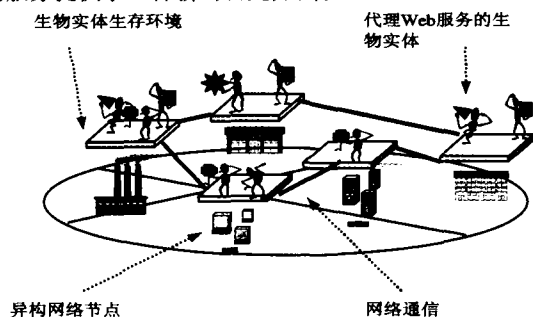 生物实体生存环境
代理Web服务的生
物实体
异构网络节点
网络通信